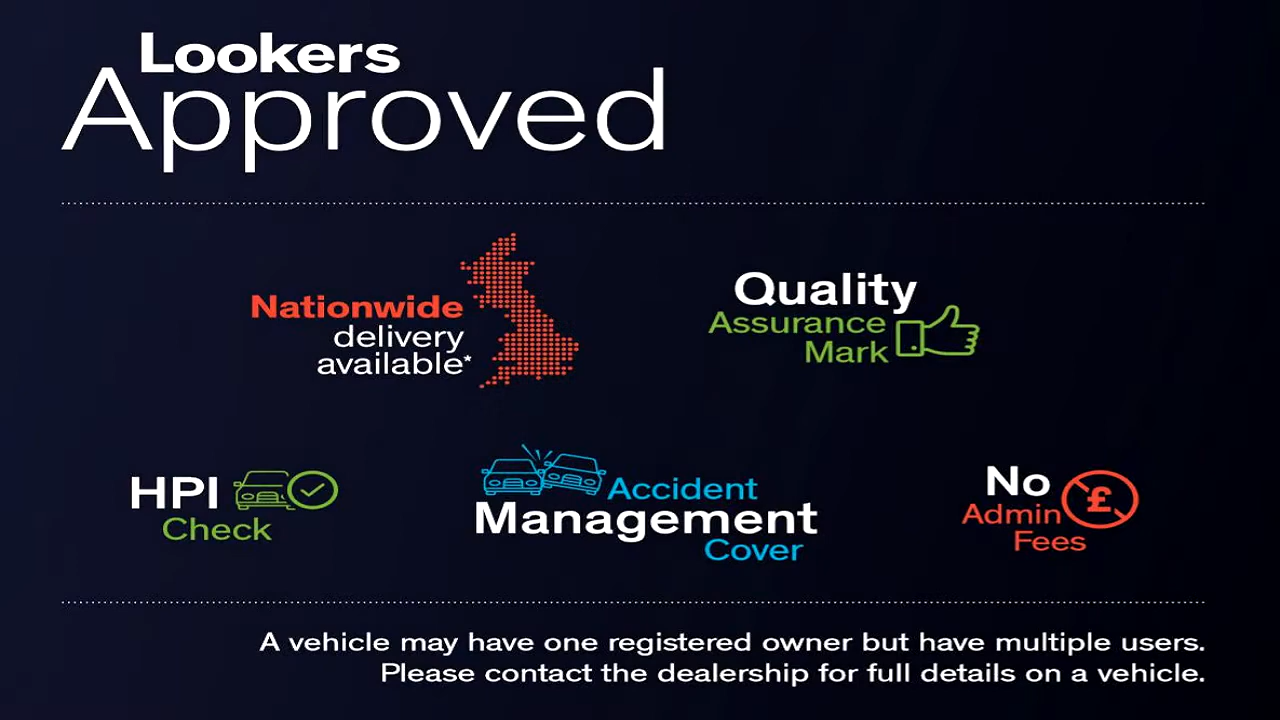 Lookers
Approved
Nationwide
delivery
available*
Quality
Assurance
Mark
HPI
Check
Accident
Management
Cover
No
Admin
Fees
£
A vehicle may have one registered owner but have multiple users.
Please contact the dealership for full details on a vehicle.